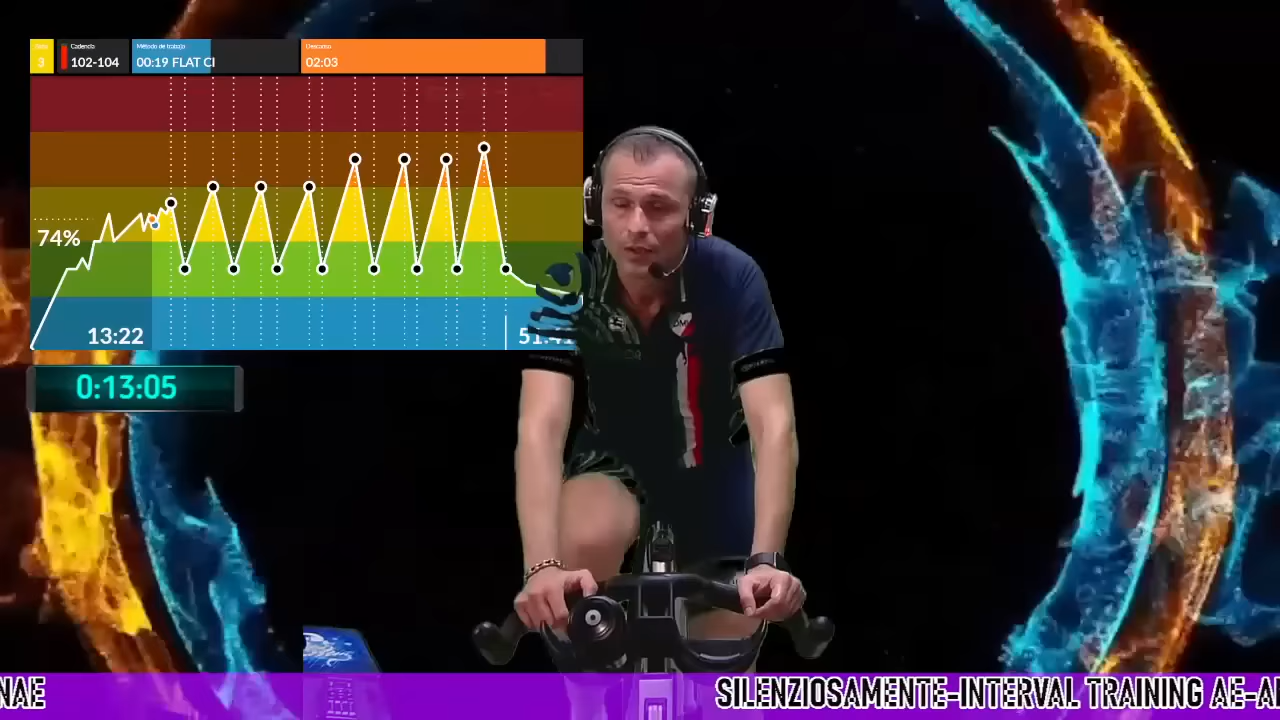 Cadencia
Método de trabajo
Descanso
3
102-104
00:19 FLAT CI
02:03
74%
13:22
0:13:05
NAE
SILENZIOSAMENTE-INTERVAL TRAINING AE-A